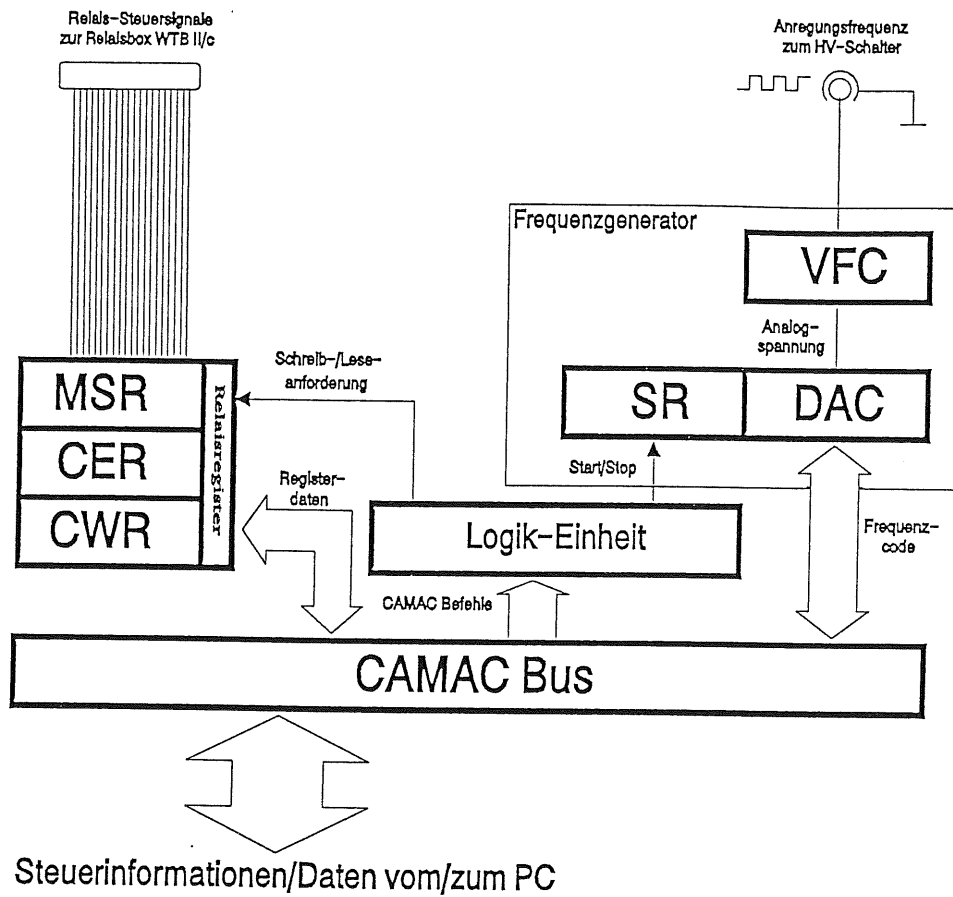 Relais-Steuersignale
zur Relaisbox WTB II/c
Anregungsfrequenz
zum HV-Schalter
Frequenzgenerator
VFC
Analog-
spannung
Schreib-/Lese-
anforderung
MSR
CER
CWR
Relaisregister
SR
DAC
Start/Stop
Register-
daten
Logik-Einheit
Frequenz-
code
CAMAC Befehle
CAMAC Bus
Steuerinformationen/Daten vom/zum PC